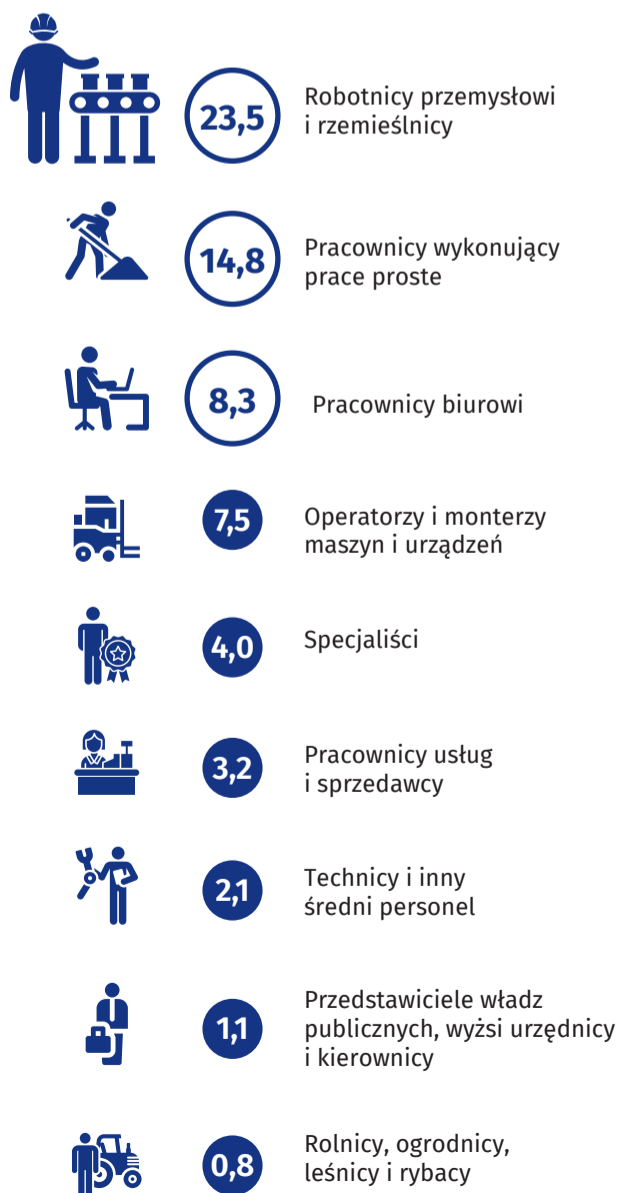 23,5
Robotnicy przemysłowi
i rzemieślnicy
14,8
Pracownicy wykonujący
prace proste
8,3
Pracownicy biurowi
7,5
Operatorzy i monterzy
maszyn i urządzeń
4,0
Specjaliści
3,2
Pracownicy usług
i sprzedawcy
2,1
Technicy i inny
średni personel
1,1
Przedstawiciele władz
publicznych, wyżsi urzędnicy
i kierownicy
0,8
Rolnicy, ogrodnicy,
leśnicy i rybacy